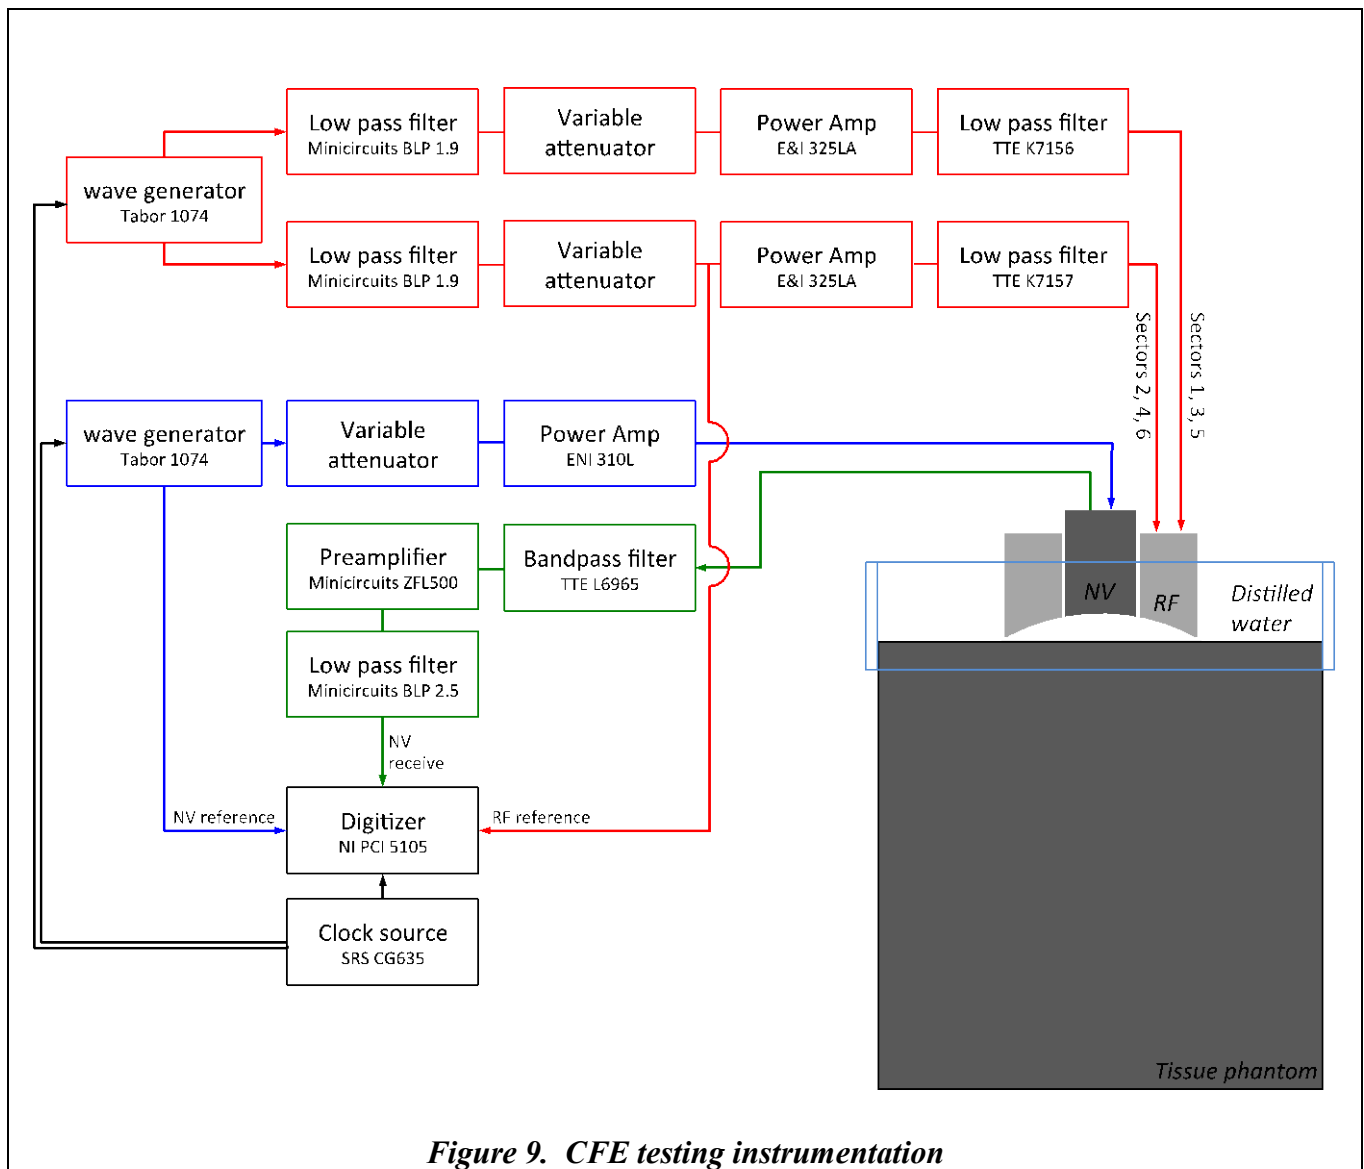 Low pass filter
Minicircuits BLP 1.9
Variable
attenuator
Power Amp
E&I 325LA
Low pass filter
TTE K7156
wave generator
Tabor 1074
Low pass filter
Minicircuits BLP 1.9
Variable
attenuator
Power Amp
E&I 325LA
Low pass filter
TTE K7157
Sectors 1, 3, 5
Sectors 2, 4, 6
wave generator
Tabor 1074
Variable
attenuator
Power Amp
ENI 310L
Preamplifier
Minicircuits ZFL500
Bandpass filter
TTE L6965
NV
RF
Distilled
water
Low pass filter
Minicircuits BLP 2.5
NV
receive
NV reference
Digitizer
NI PCI 5105
RF reference
Clock source
SRS CG635
Tissue phantom
Figure 9. CFE testing instrumentation